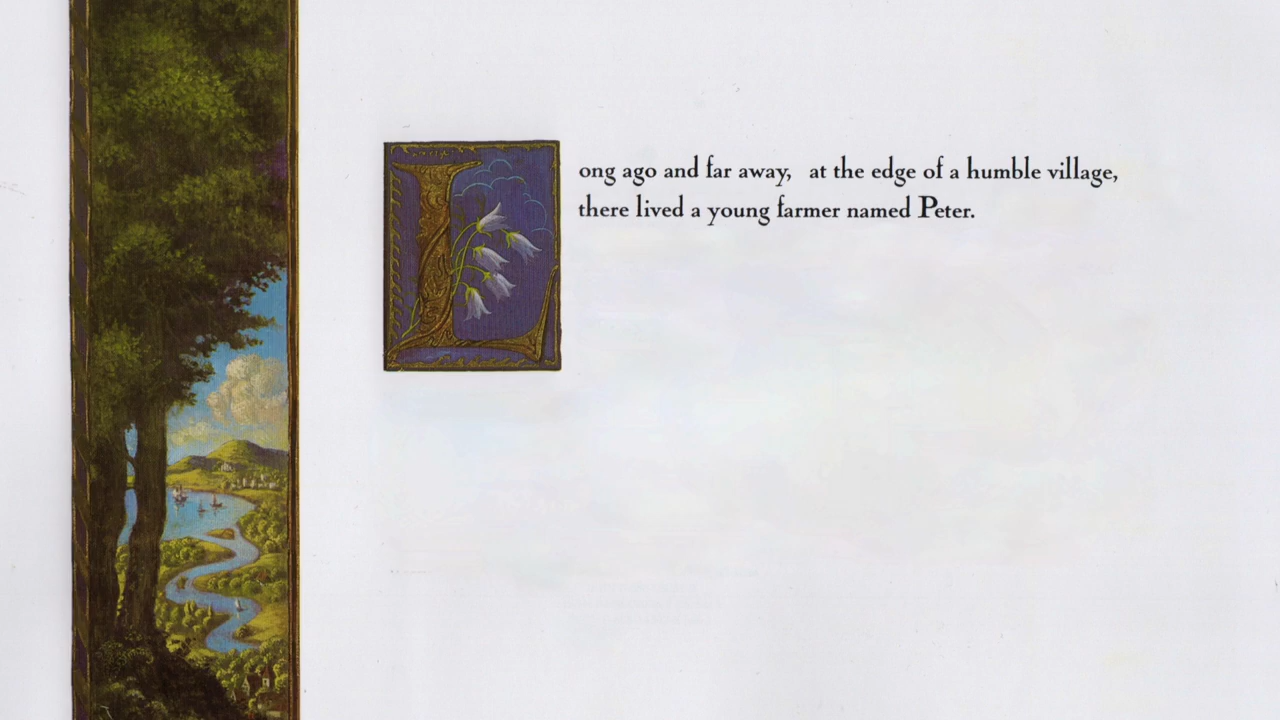 Long ago and far away, at the edge of a humble village,
there lived a young farmer named Peter.